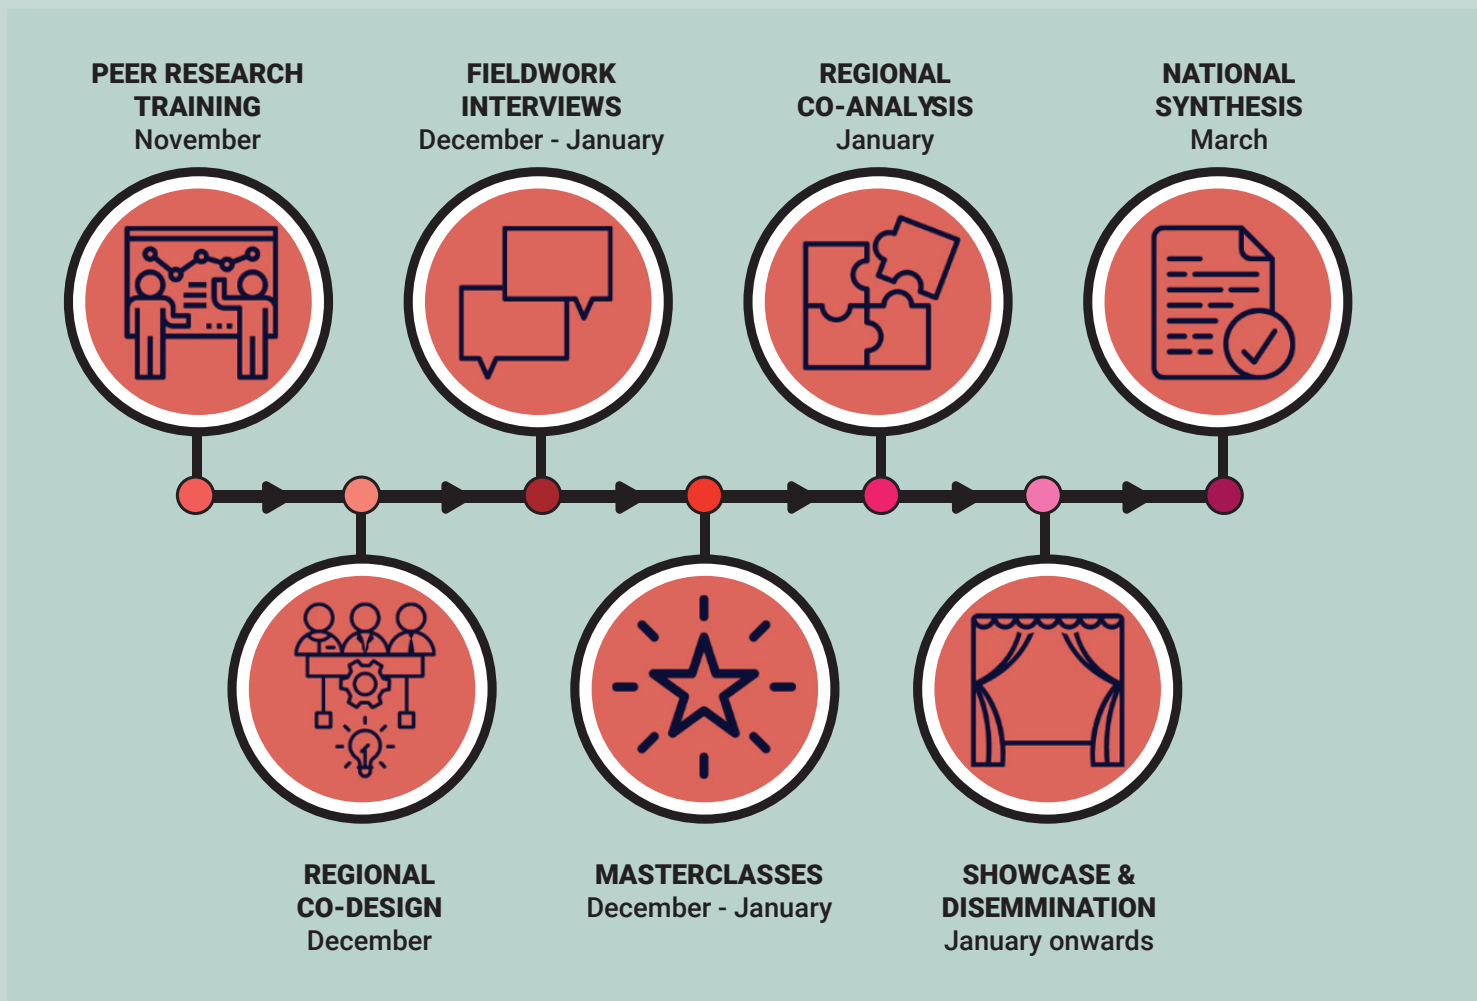 PEER RESEARCH
TRAINING
November
FIELDWORK
INTERVIEWS
December - January
REGIONAL
CO-ANALYSIS
January
NATIONAL
SYNTHESIS
March
REGIONAL
CO-DESIGN
December
MASTERCLASSES
December - January
SHOWCASE &
DISEMMINATION
January onwards